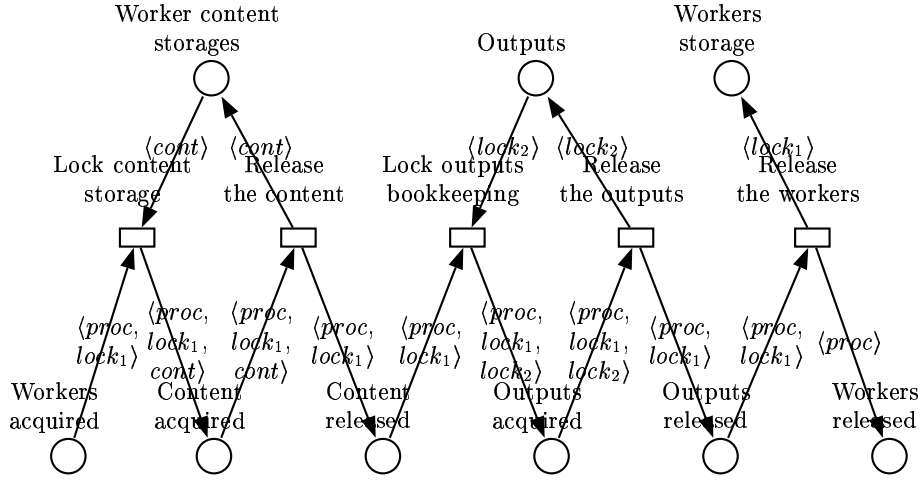 Worker content
storages
Outputs
Workers
storage
⟨cont⟩
⟨cont⟩
⟨lock₂⟩
⟨lock₂⟩
⟨lock₁⟩
Lock content
storage
Release
the content
Lock outputs
bookkeeping
Release
the outputs
Release
the workers
⟨proc,
lock₁⟩
⟨proc,
lock₁,
cont⟩
⟨proc,
lock₁,
cont⟩
⟨proc,
lock₁⟩
⟨proc,
lock₁⟩
⟨proc,
lock₁,
lock₂⟩
⟨proc,
lock₁,
lock₂⟩
⟨proc,
lock₁⟩
⟨proc,
lock₁⟩
⟨proc⟩
Workers
acquired
Content
acquired
Content
released
Outputs
acquired
Outputs
released
Workers
released